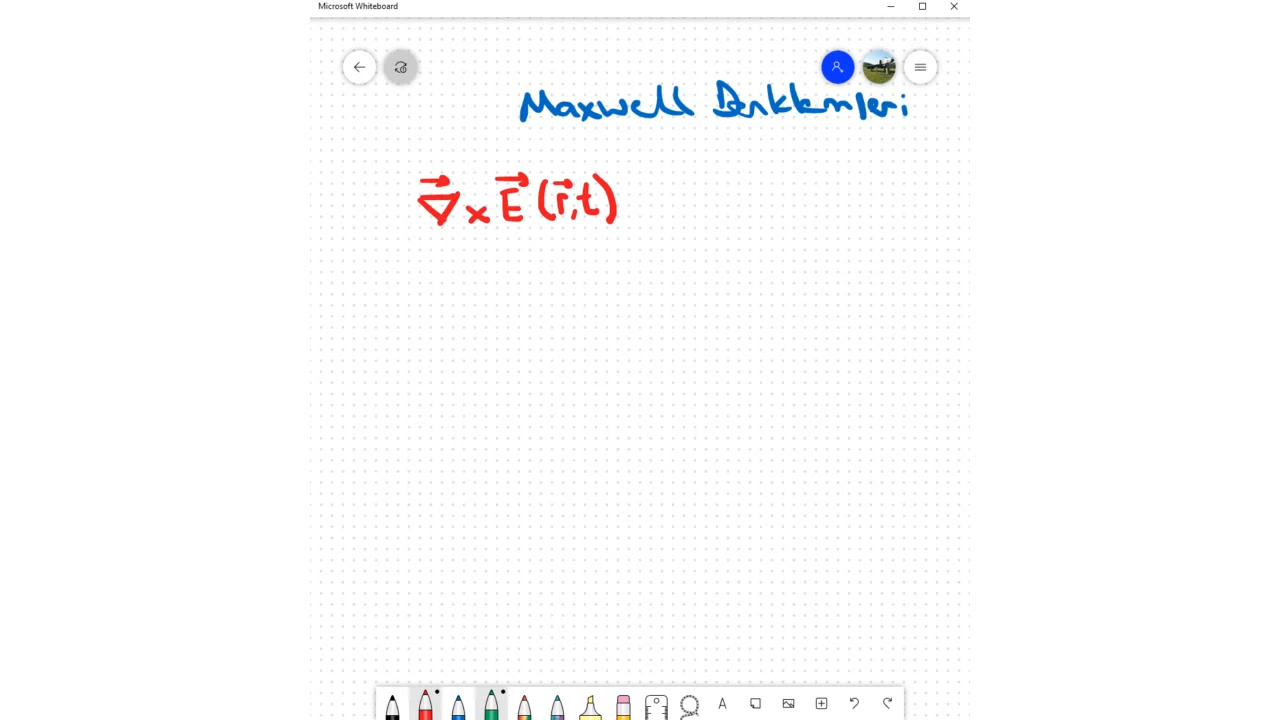 Microsoft Whiteboard
Maxwell Denklemleri
∇⃗ × E⃗ (r⃗,t)
A